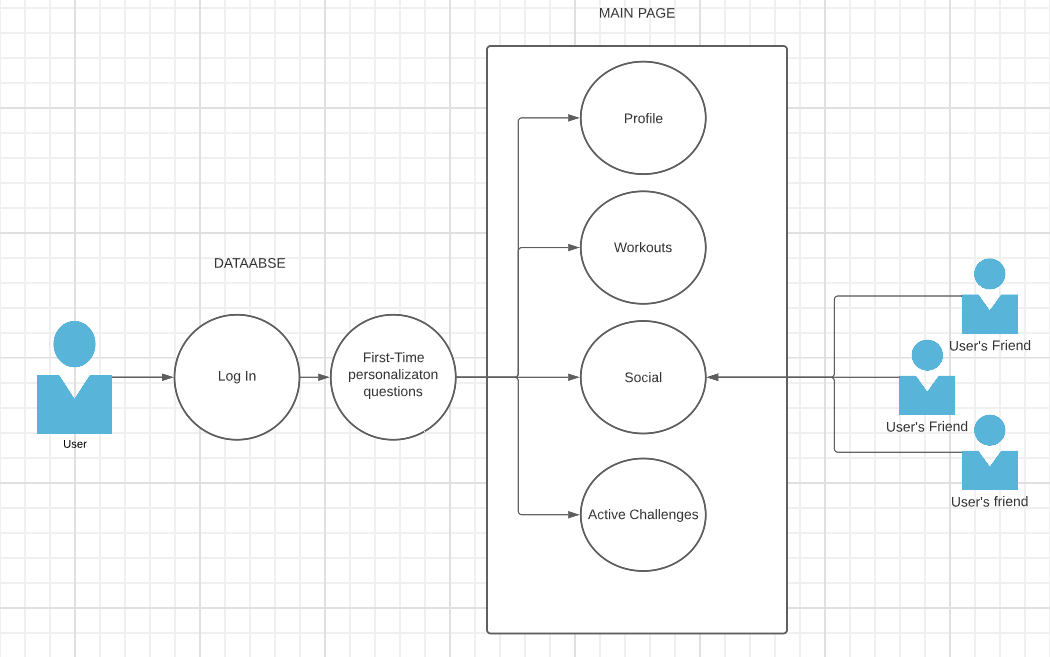 MAIN PAGE
Profile
Workouts
DATAABSE
Log In
First-Time
personalizaton
questions
Social
Active Challenges
User
User's Friend
User's Friend
User's friend